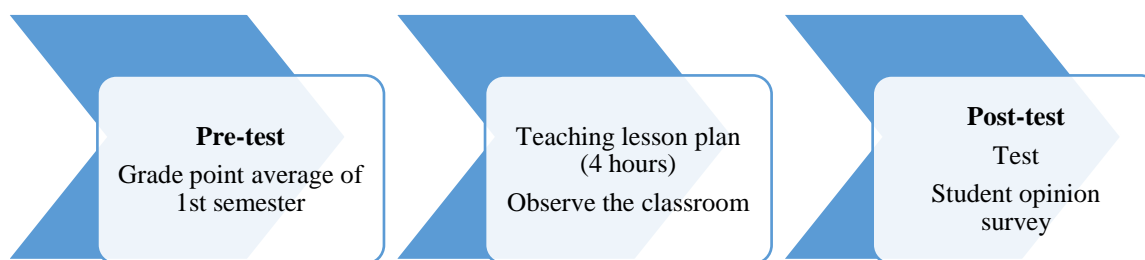 Pre-test
Grade point average of
1st semester
Teaching lesson plan
(4 hours)
Observe the classroom
Post-test
Test
Student opinion
survey